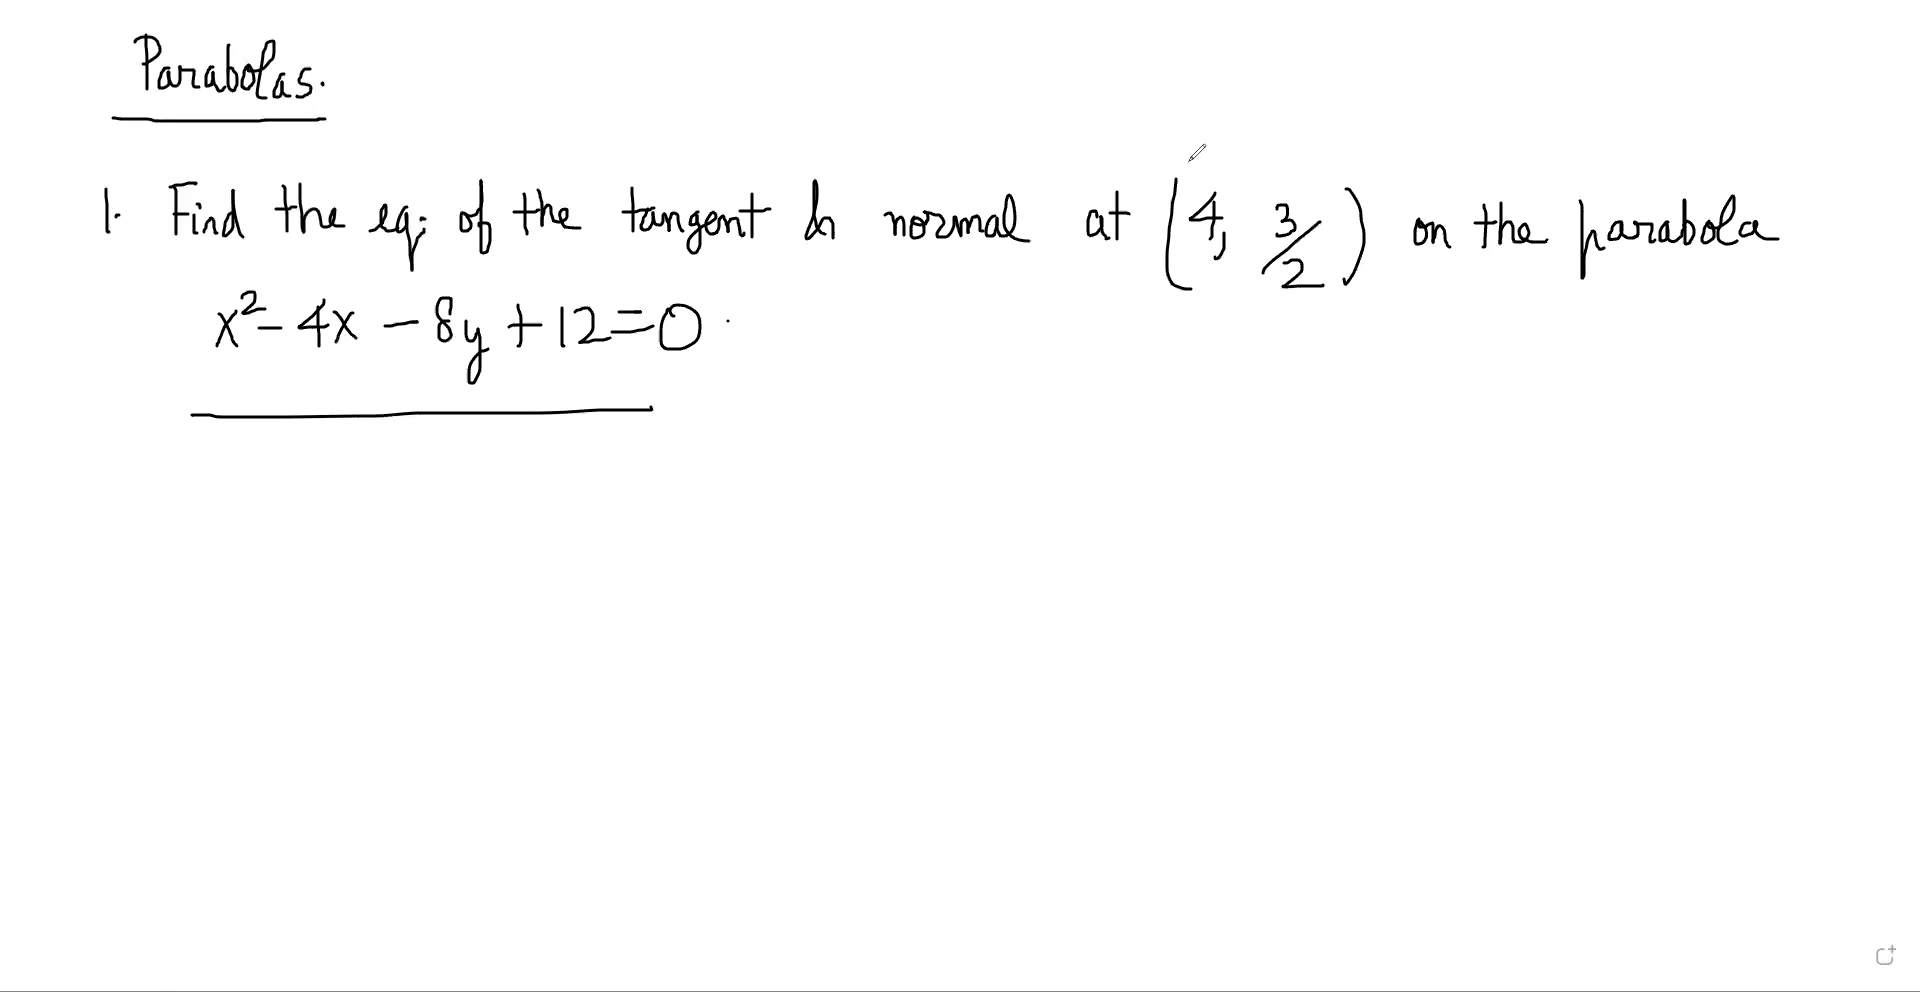 Parabolas.
1. Find the eq: of the tangent & normal at (4, 3/2) on the parabola
x² - 4x - 8y + 12 = 0.